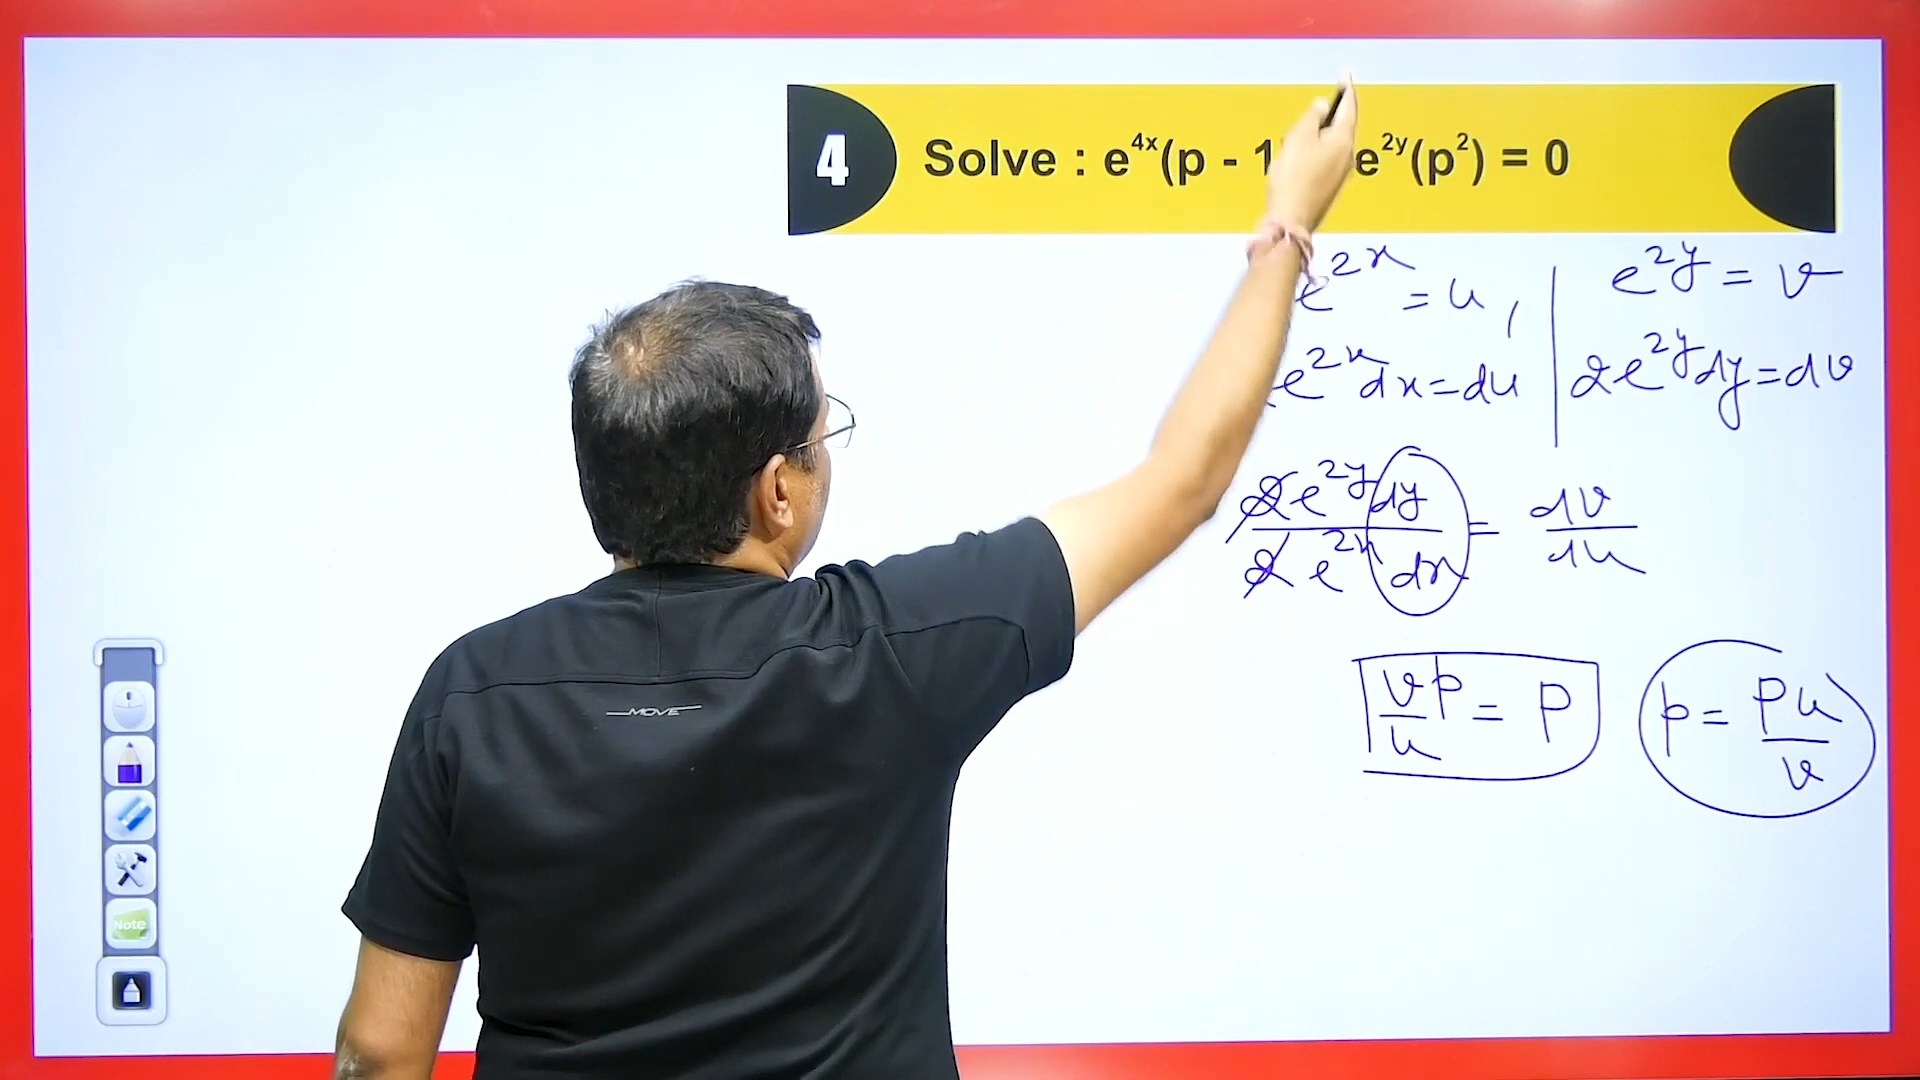 4 Solve : e^4x(p - 1 e^2y(p^2) = 0
e^2x = u , e^2y = v
e^2x dx = du 2e^2y dy = dv
2e^2y dy / 2e^2x dx = dv / du
v/u p = P p = Pu / v
MOVE
Note